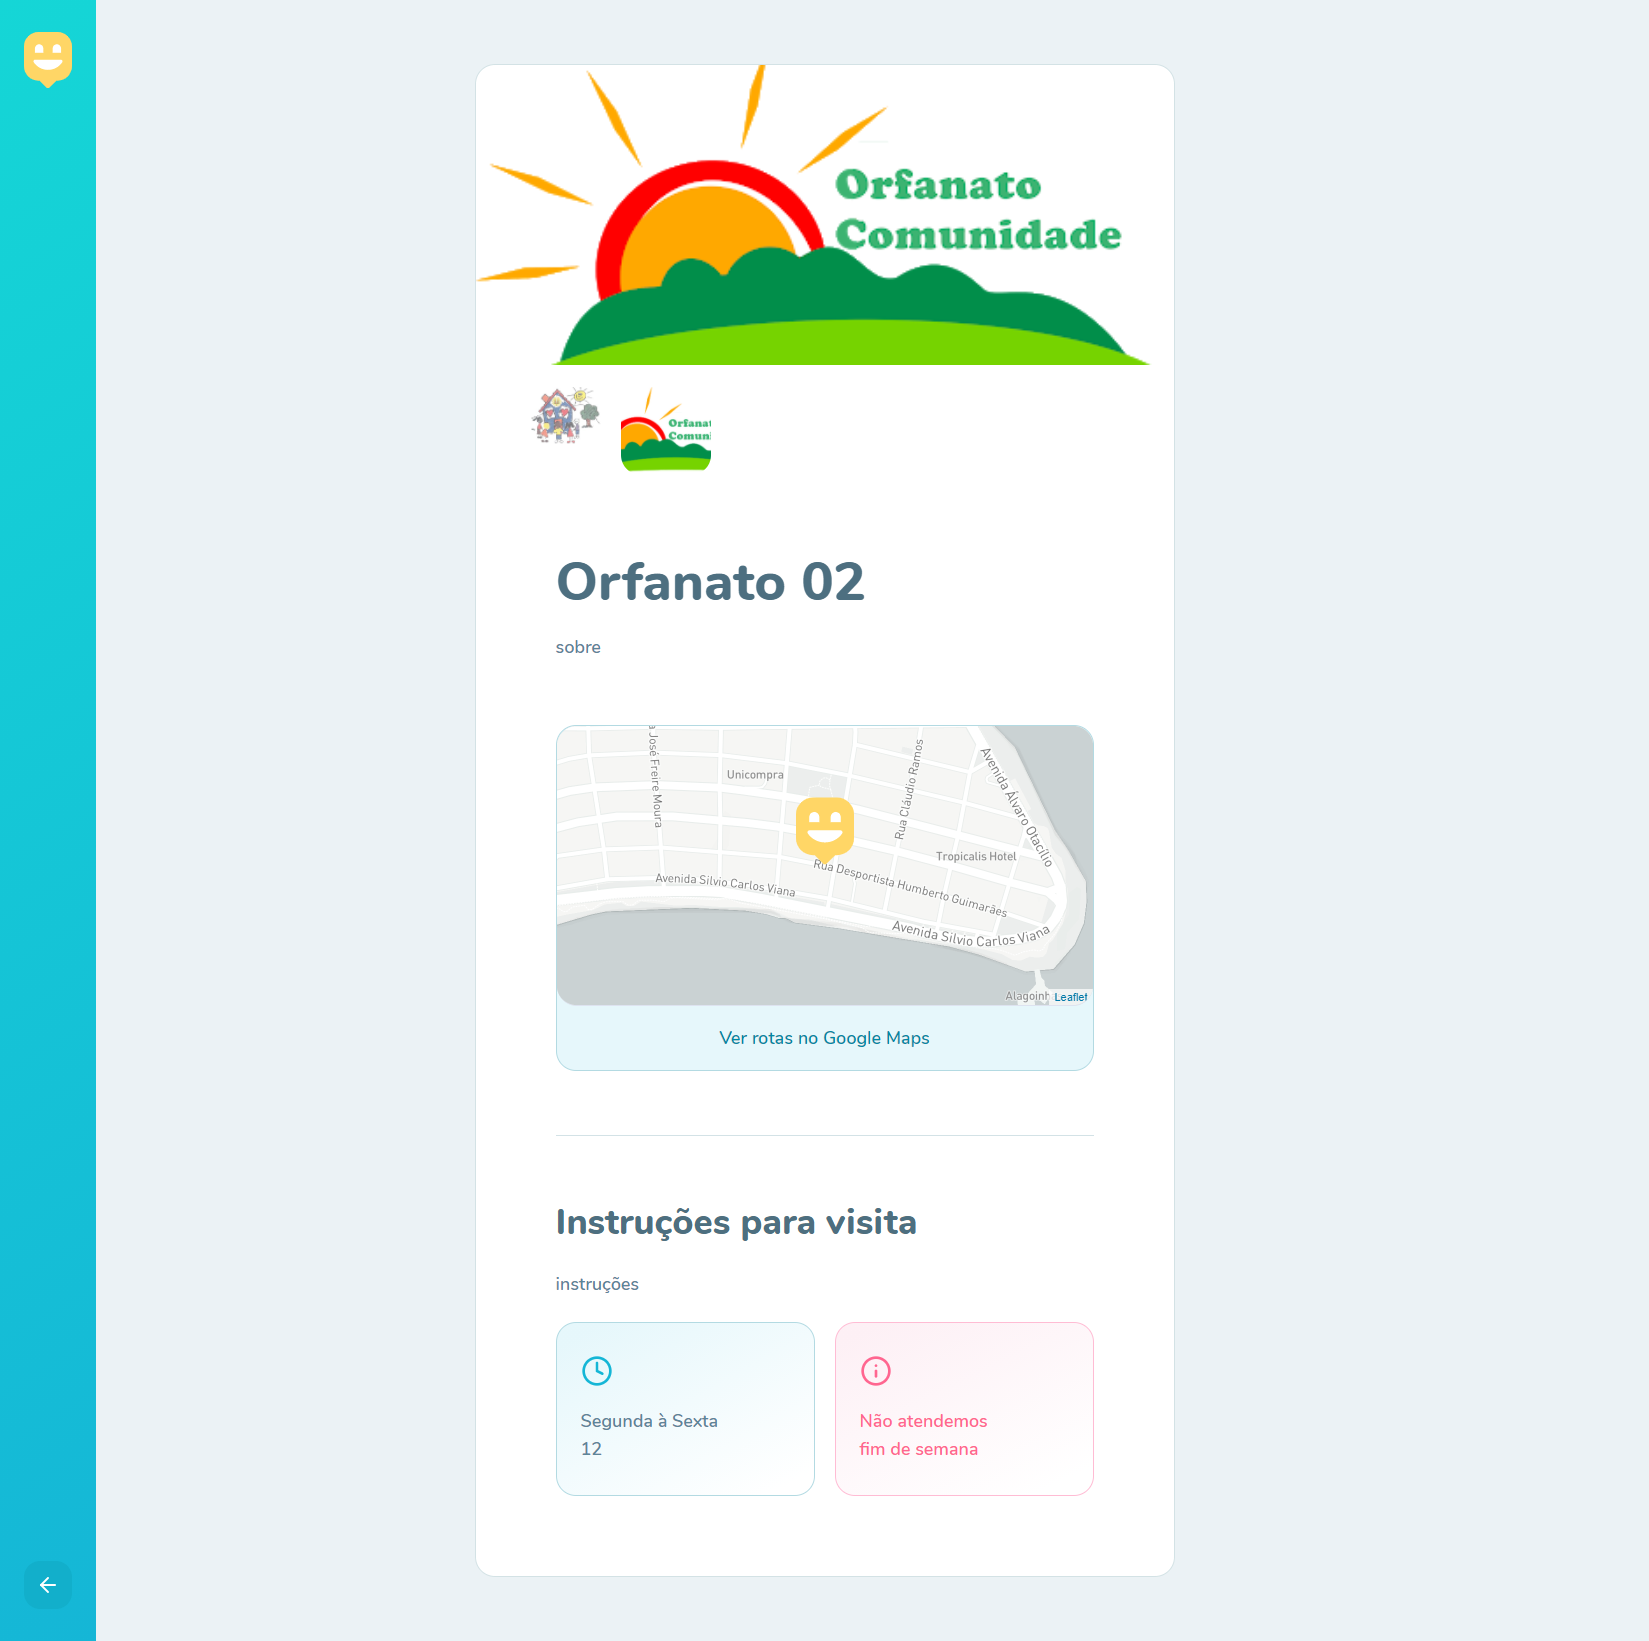 Orfanato
Comunidade
Orfanat
Comuni
Orfanato 02
sobre
José Freire Moura
Unicompra
Rua Cláudio Ramos
Avenida Álvaro Otacílio
Tropicalis Hotel
Rua Desportista Humberto Guimarães
Avenida Silvio Carlos Viana
Avenida Silvio Carlos Viana
Alagoinh
Leaflet
Ver rotas no Google Maps
Instruções para visita
instruções
Segunda à Sexta
12
Não atendemos
fim de semana